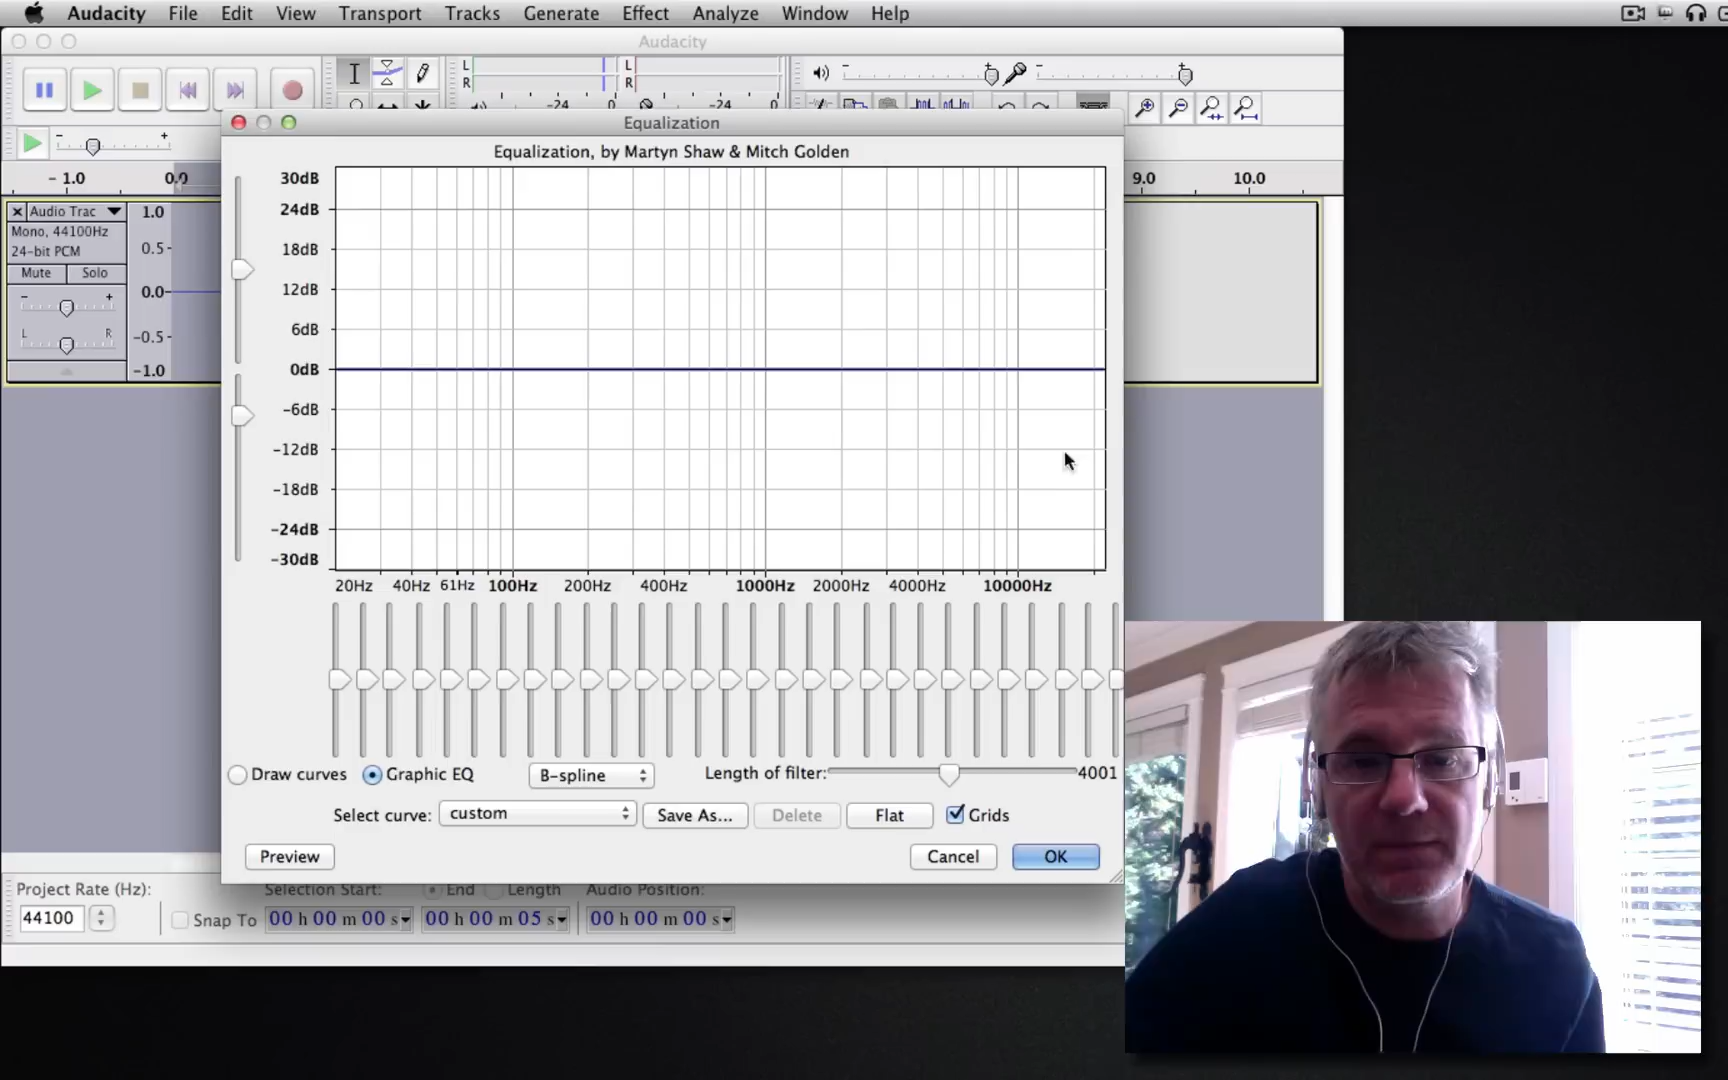 Audacity File Edit View Transport Tracks Generate Effect Analyze Window Help
Audacity
L R
R
-24 0 -24 0
Equalization
Equalization, by Martyn Shaw & Mitch Golden
- 1.0 0.0 9.0 10.0
Audio Trac
Mono, 44100Hz
24-bit PCM
Mute Solo
- +
L R
1.0
0.5-
0.0-
-0.5-
-1.0
30dB
24dB
18dB
12dB
6dB
0dB
-6dB
-12dB
-18dB
-24dB
-30dB
20Hz 40Hz 61Hz 100Hz 200Hz 400Hz 1000Hz 2000Hz 4000Hz 10000Hz
Draw curves Graphic EQ B-spline Length of filter: 4001
Select curve: custom Save As... Delete Flat Grids
Preview Cancel OK
Project Rate (Hz): Selection Start: End Length Audio Position:
44100 Snap To 00 h 00 m 00 s 00 h 00 m 05 s 00 h 00 m 00 s